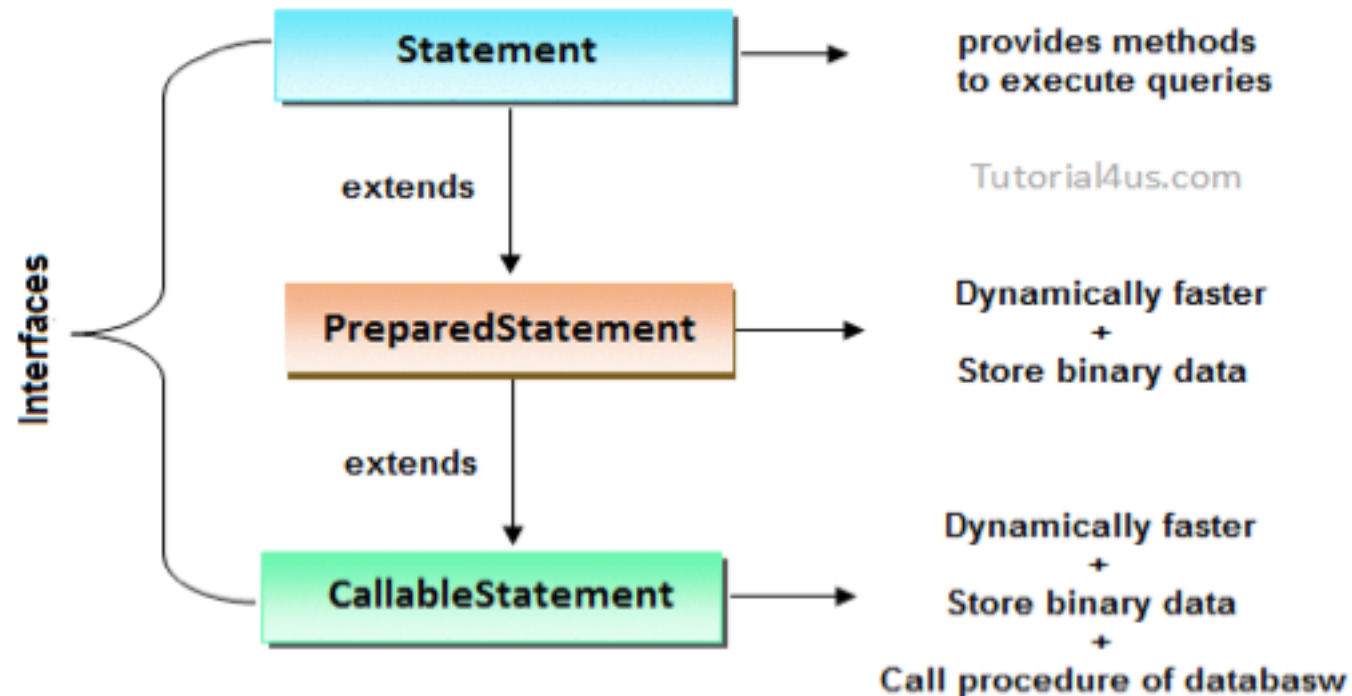 Statement
provides methods
to execute queries
Tutorial4us.com
extends
Interfaces
PreparedStatement
Dynamically faster
+
Store binary data
extends
CallableStatement
Dynamically faster
+
Store binary data
+
Call procedure of databasw